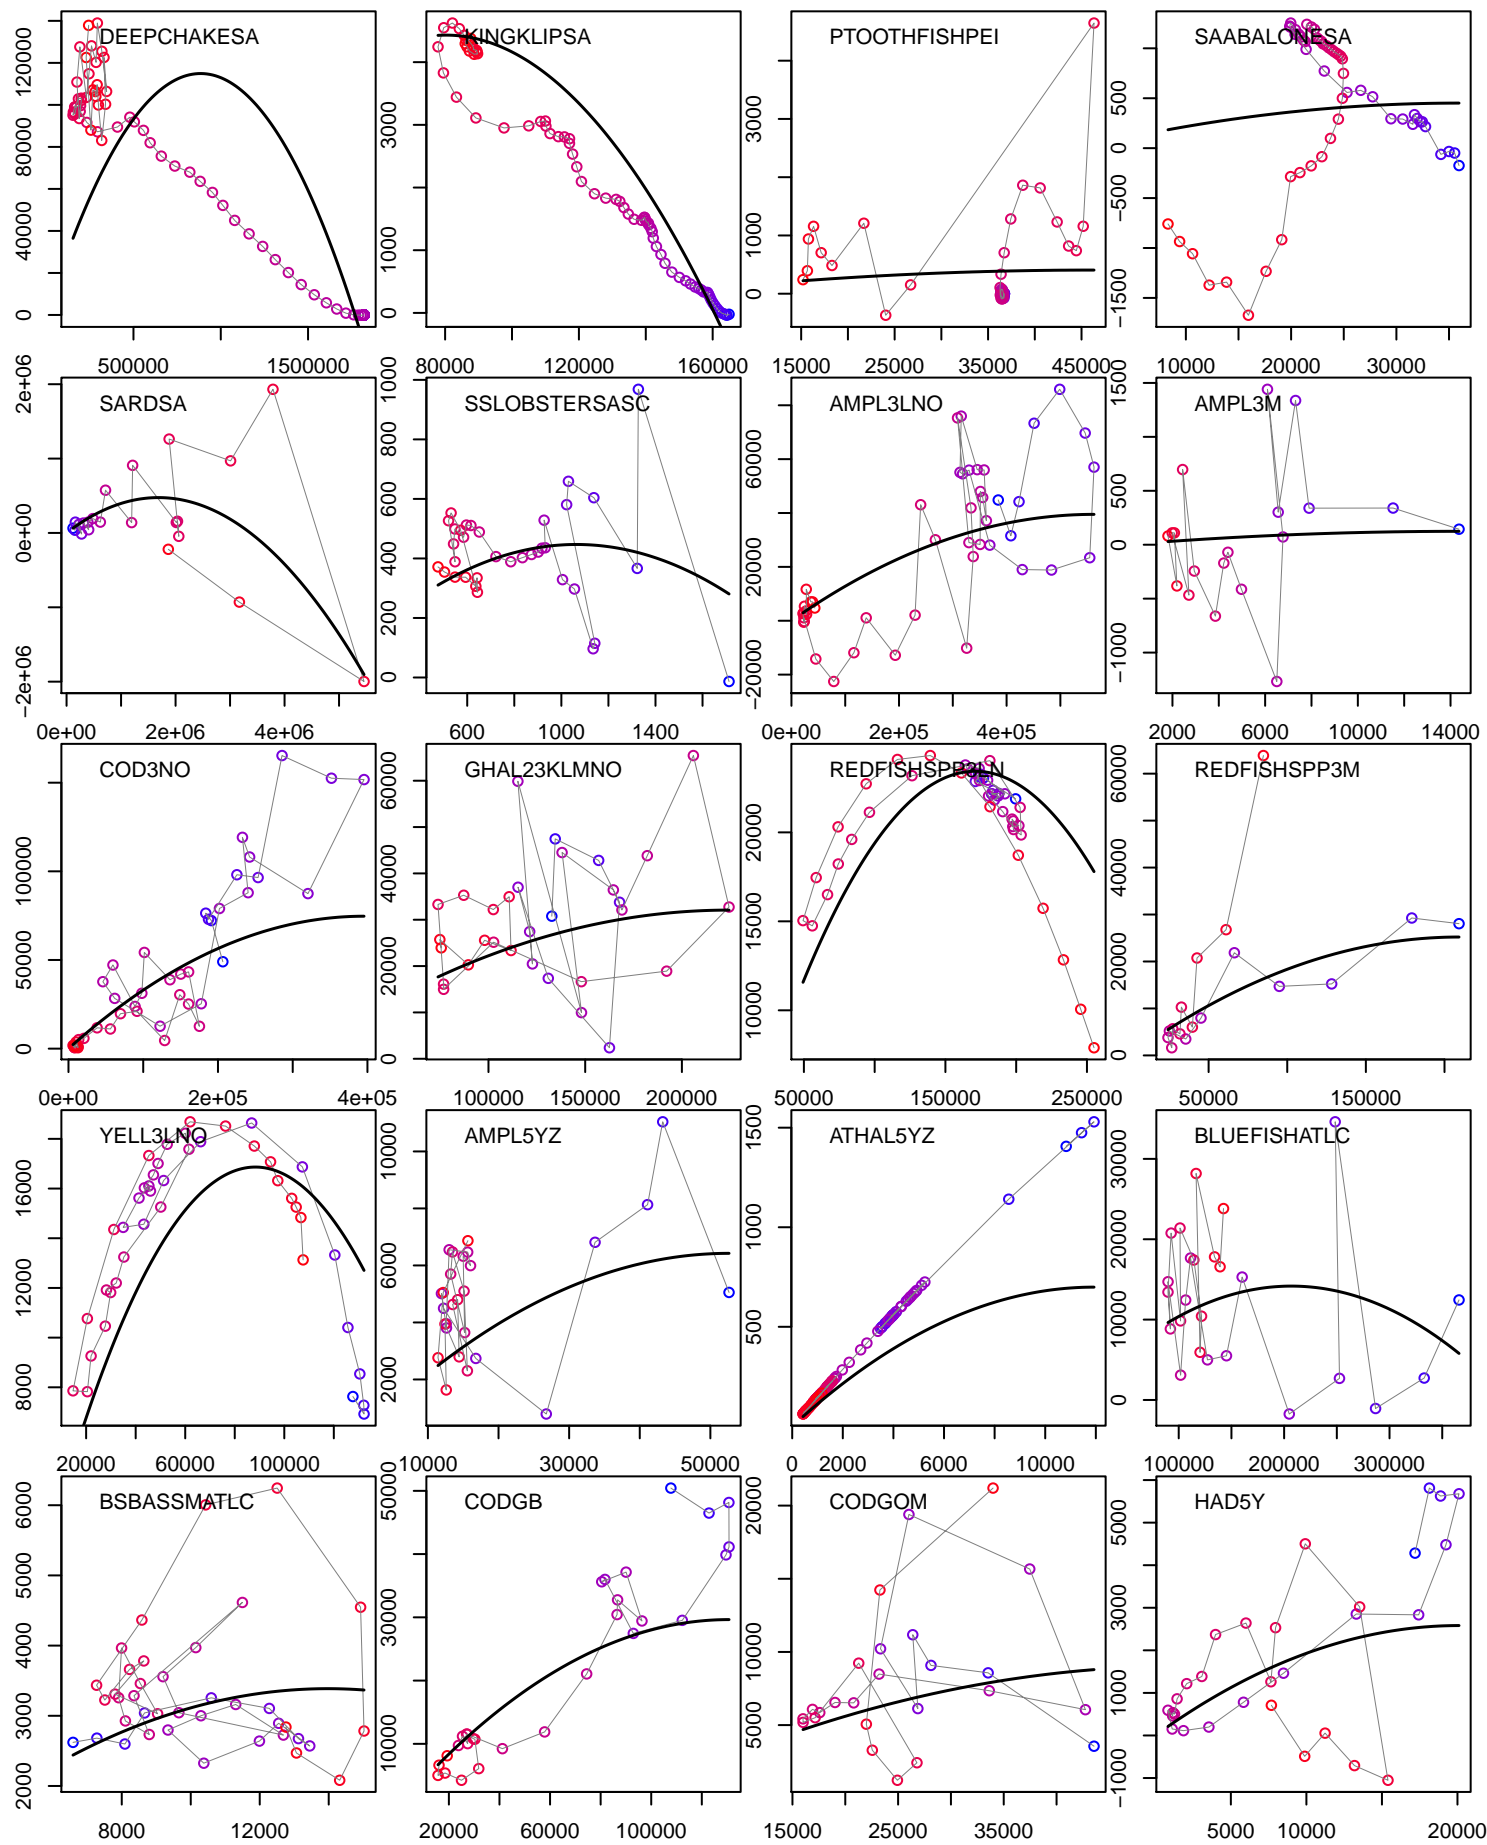 DEEPCHAKESA
0 40000 80000 120000
500000 1500000
KINGKLIPSA
0 1000 3000
80000 120000 160000
PTOOTHFISHPEI
0 1000 3000
15000 25000 35000 45000
SAABALONESA
−1500 −500 0 500
10000 20000 30000
SARDSA
−2e+06 0e+00 2e+06
0e+00 2e+06 4e+06
SSLOBSTERSASC
0 200 400 600 800 1000
600 1000 1400
AMPL3LNO
−20000 20000 60000
0e+00 2e+05 4e+05
AMPL3M
−1000 0 500 1500
2000 6000 10000 14000
COD3NO
0 50000 100000
0e+00 2e+05 4e+05
GHAL23KLMNO
0 20000 40000 60000
100000 150000 200000
REDFISHSPP3LN
10000 15000 20000
50000 150000 250000
REDFISHSPP3M
0 20000 40000 60000
50000 150000
YELL3LNO
8000 12000 16000
20000 60000 100000
AMPL5YZ
2000 6000 10000
10000 30000 50000
ATHAL5YZ
500 1000 1500
0 2000 6000 10000
BLUEFISHATLC
0 10000 20000 30000
100000 200000 300000
BSBASSMATLC
2000 3000 4000 5000 6000
8000 12000
CODGB
10000 30000 50000
20000 60000 100000
CODGOM
5000 10000 20000
15000 25000 35000
HAD5Y
−1000 1000 3000 5000
5000 10000 20000